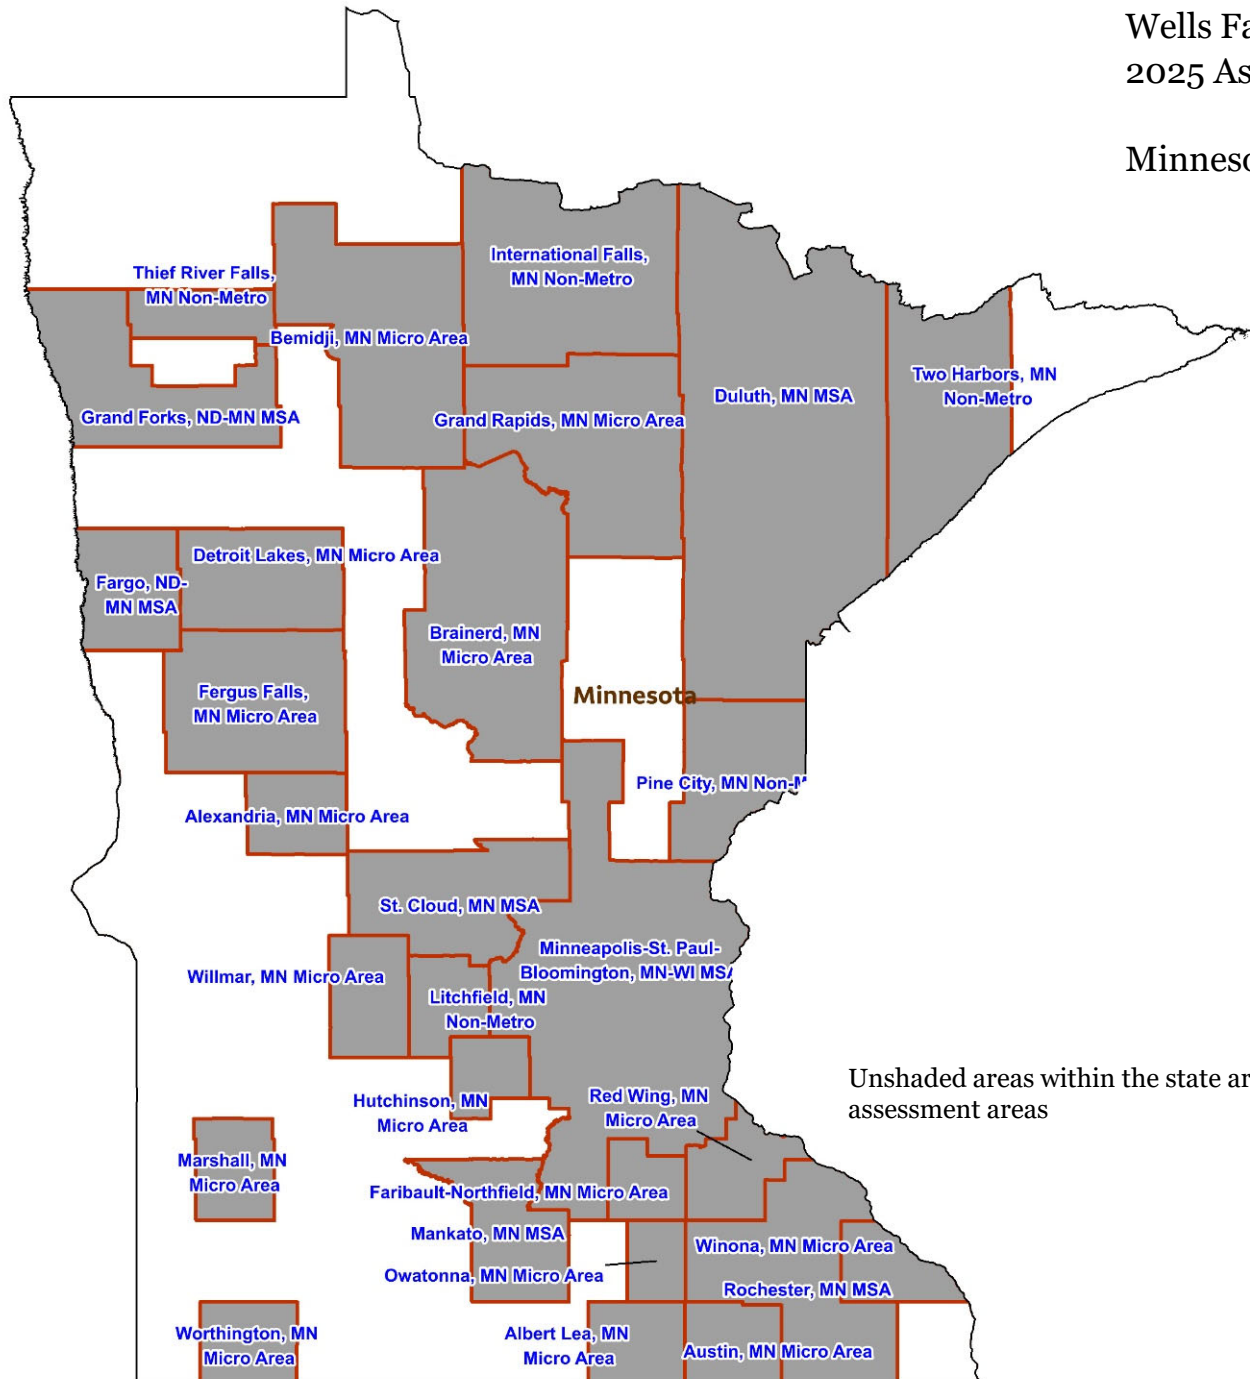 Wells Fa
2025 As
Minneso
International Falls,
MN Non-Metro
Thief River Falls,
MN Non-Metro
Bemidji, MN Micro Area
Two Harbors, MN
Non-Metro
Duluth, MN MSA
Grand Forks, ND-MN MSA
Grand Rapids, MN Micro Area
Detroit Lakes, MN Micro Area
Fargo, ND-
MN MSA
Brainerd, MN
Micro Area
Fergus Falls,
MN Micro Area
Minnesota
Pine City, MN Non-M
Alexandria, MN Micro Area
St. Cloud, MN MSA
Minneapolis-St. Paul-
Bloomington, MN-WI MSA
Willmar, MN Micro Area
Litchfield, MN
Non-Metro
Unshaded areas within the state ar
assessment areas
Hutchinson, MN
Micro Area
Red Wing, MN
Micro Area
Marshall, MN
Micro Area
Faribault-Northfield, MN Micro Area
Mankato, MN MSA
Winona, MN Micro Area
Owatonna, MN Micro Area
Rochester, MN MSA
Worthington, MN
Micro Area
Albert Lea, MN
Micro Area
Austin, MN Micro Area